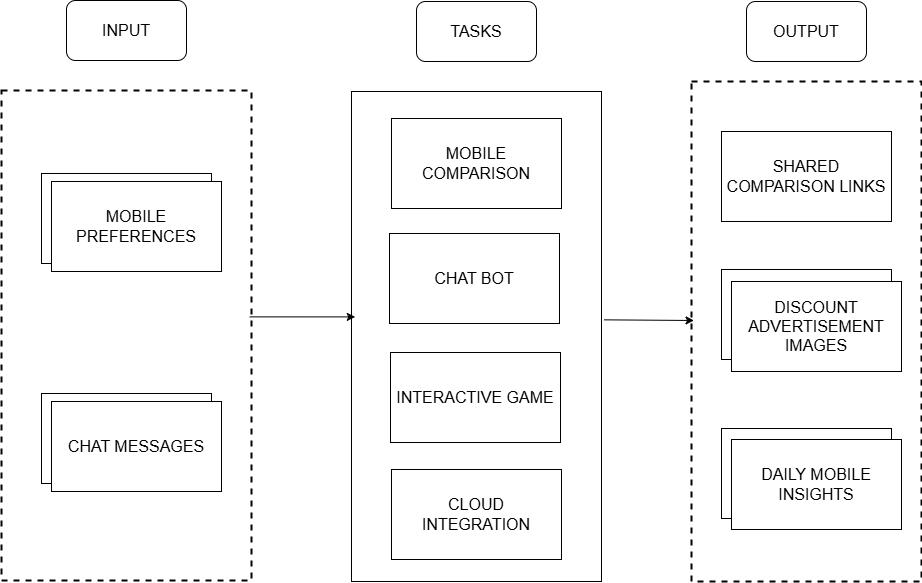 INPUT
TASKS
OUTPUT
MOBILE
PREFERENCES
CHAT MESSAGES
MOBILE
COMPARISON
CHAT BOT
INTERACTIVE GAME
CLOUD
INTEGRATION
SHARED
COMPARISON LINKS
DISCOUNT
ADVERTISEMENT
IMAGES
DAILY MOBILE
INSIGHTS